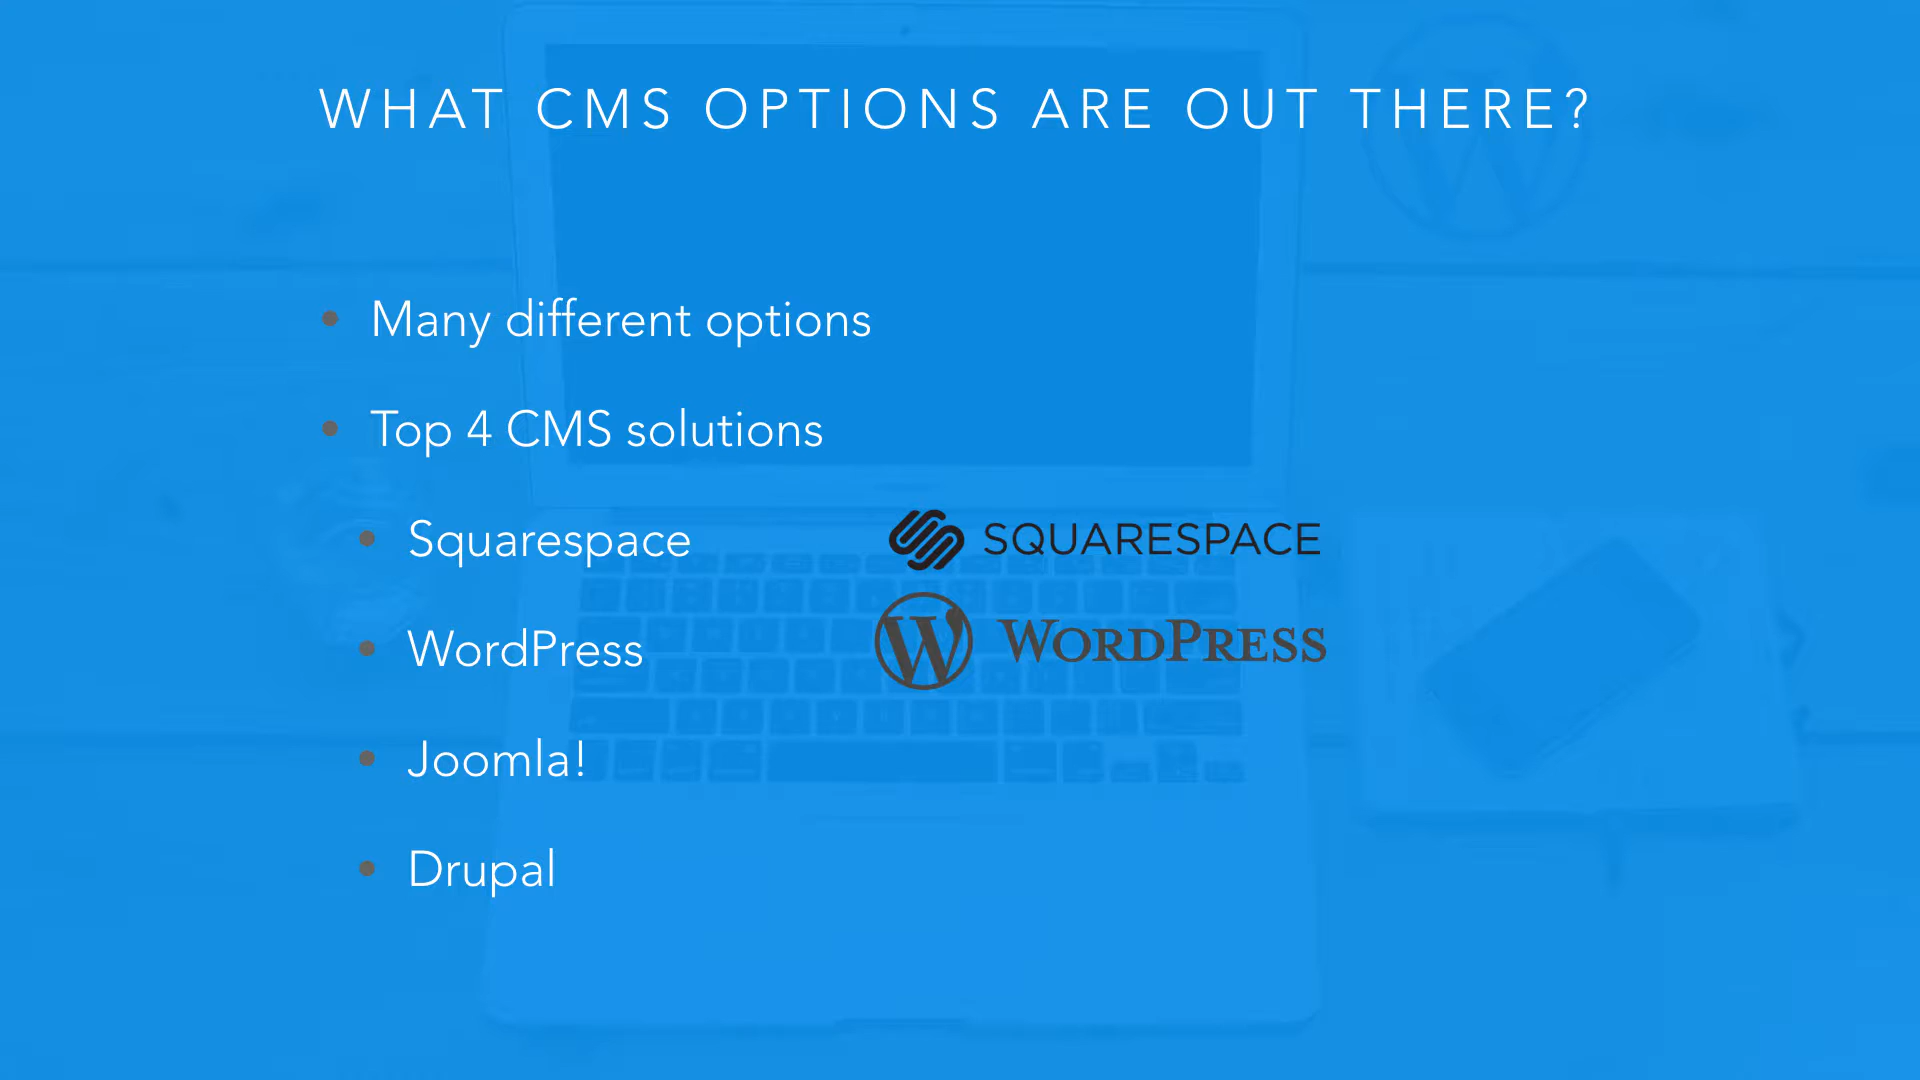 WHAT CMS OPTIONS ARE OUT THERE?
Many different options
Top 4 CMS solutions
Squarespace
SQUARESPACE
WordPress
WORDPRESS
Joomla!
Drupal